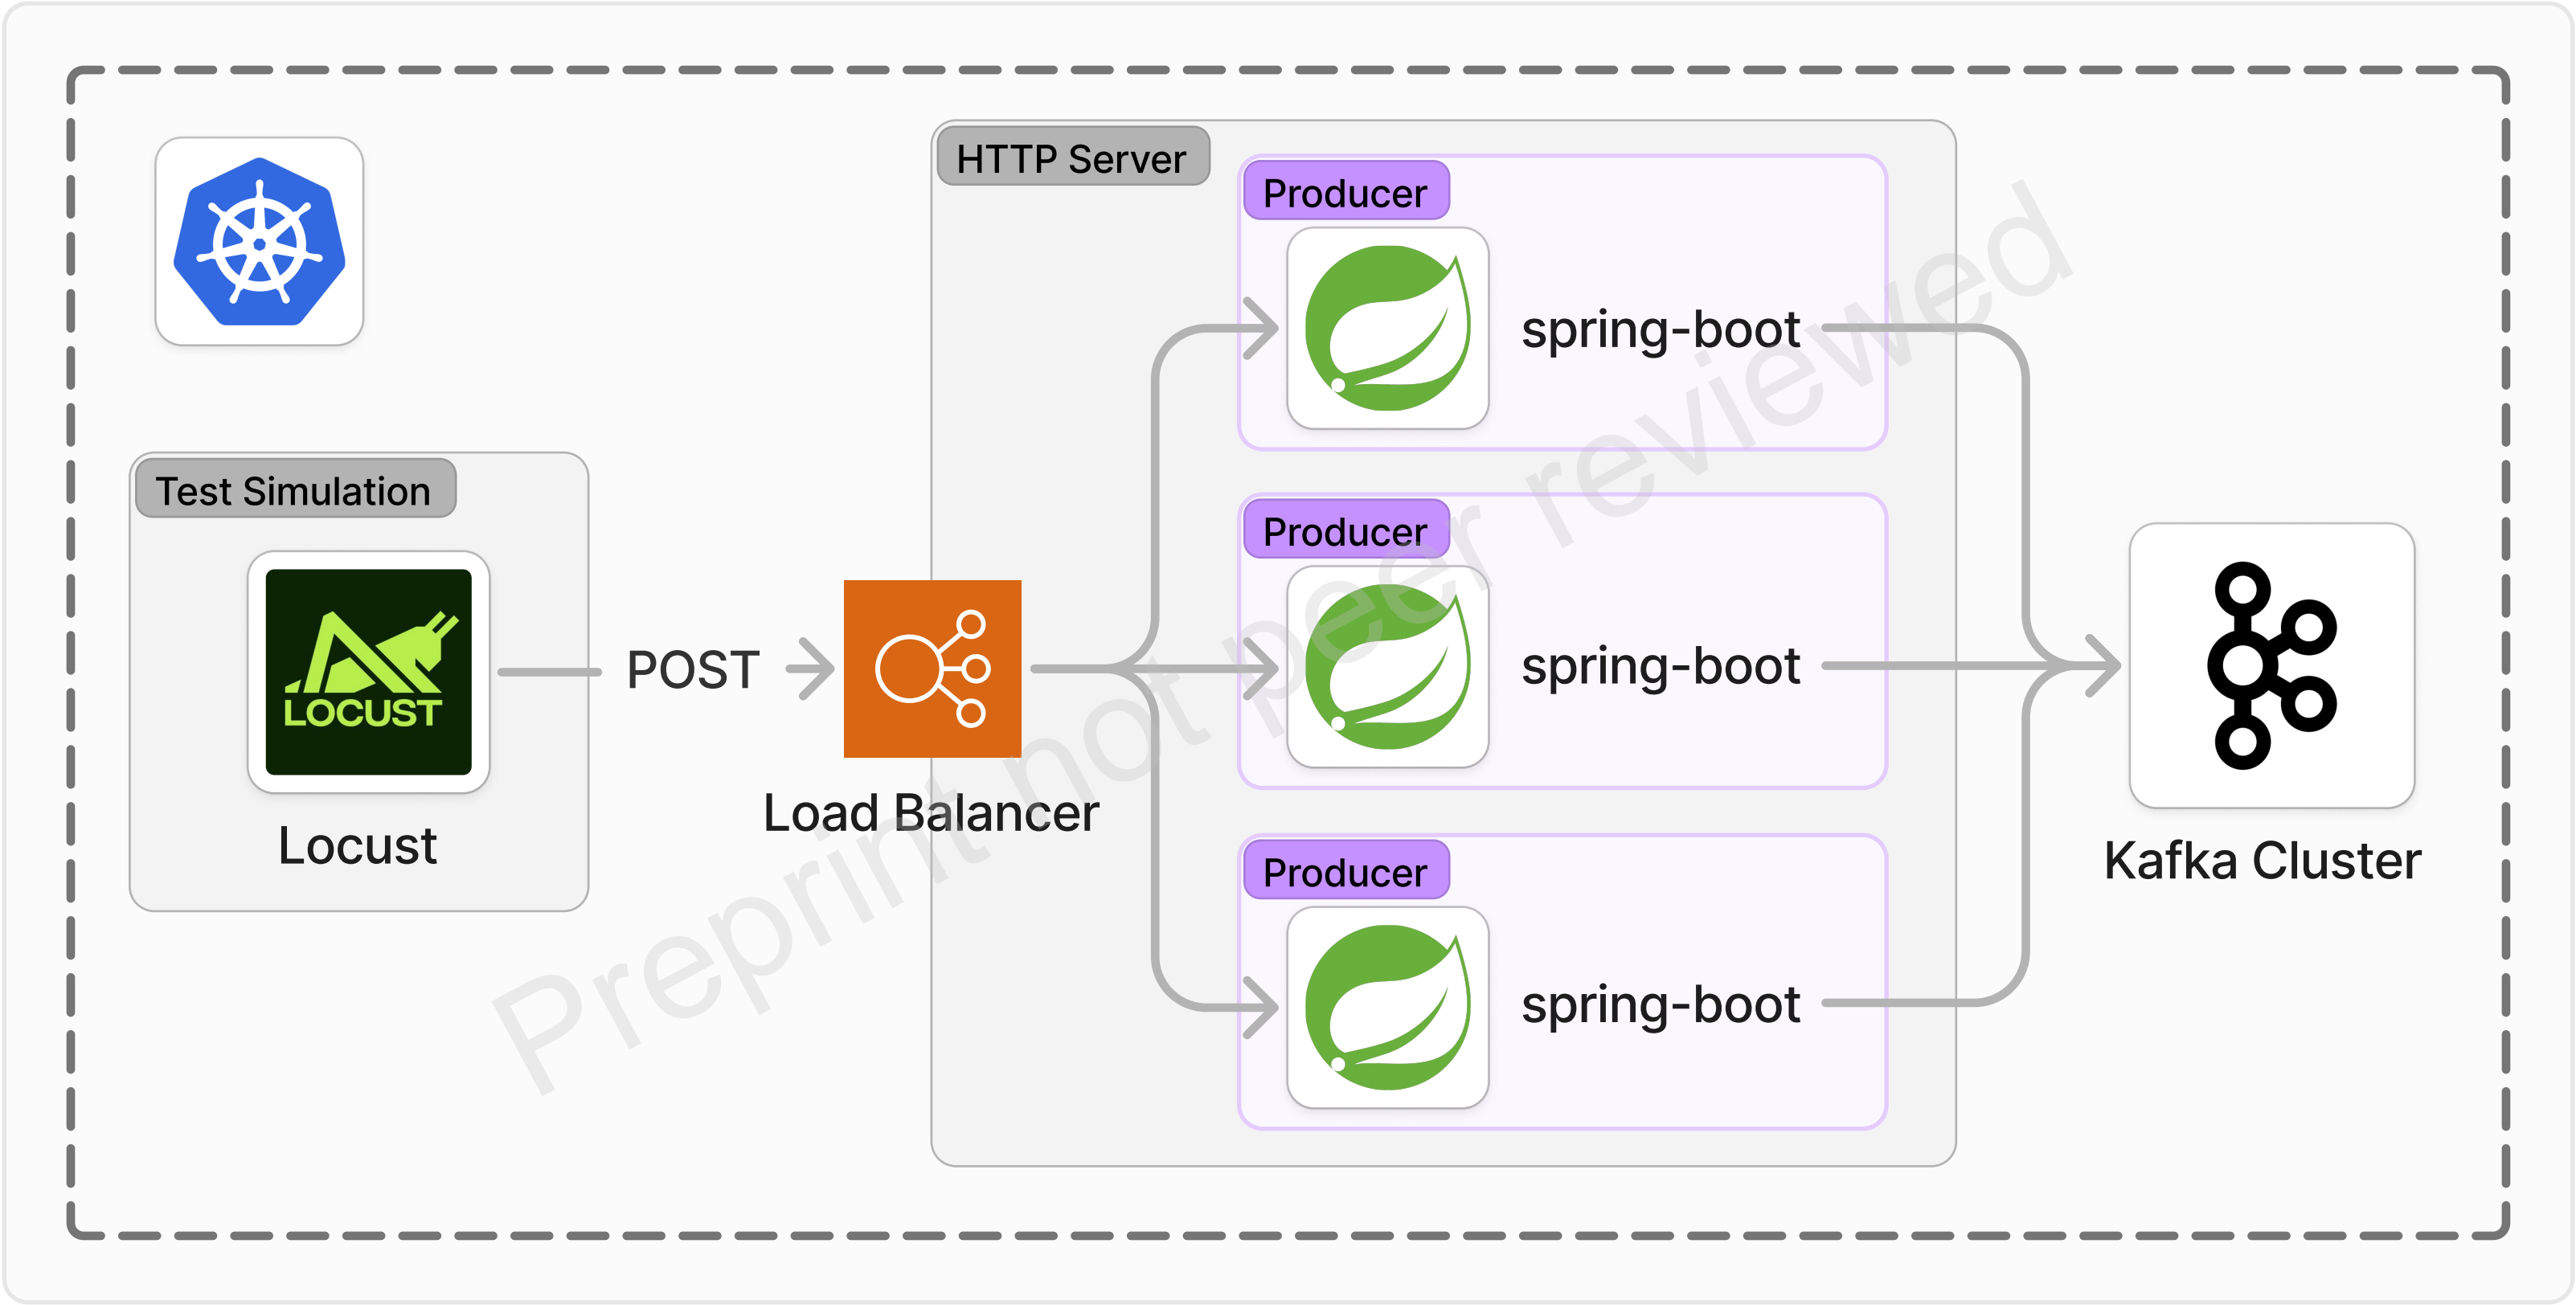 HTTP Server
Producer
spring-boot
Test Simulation
LOCUST
Locust
POST
Load Balancer
Producer
spring-boot
Producer
spring-boot
Kafka Cluster
Preprint not peer reviewed